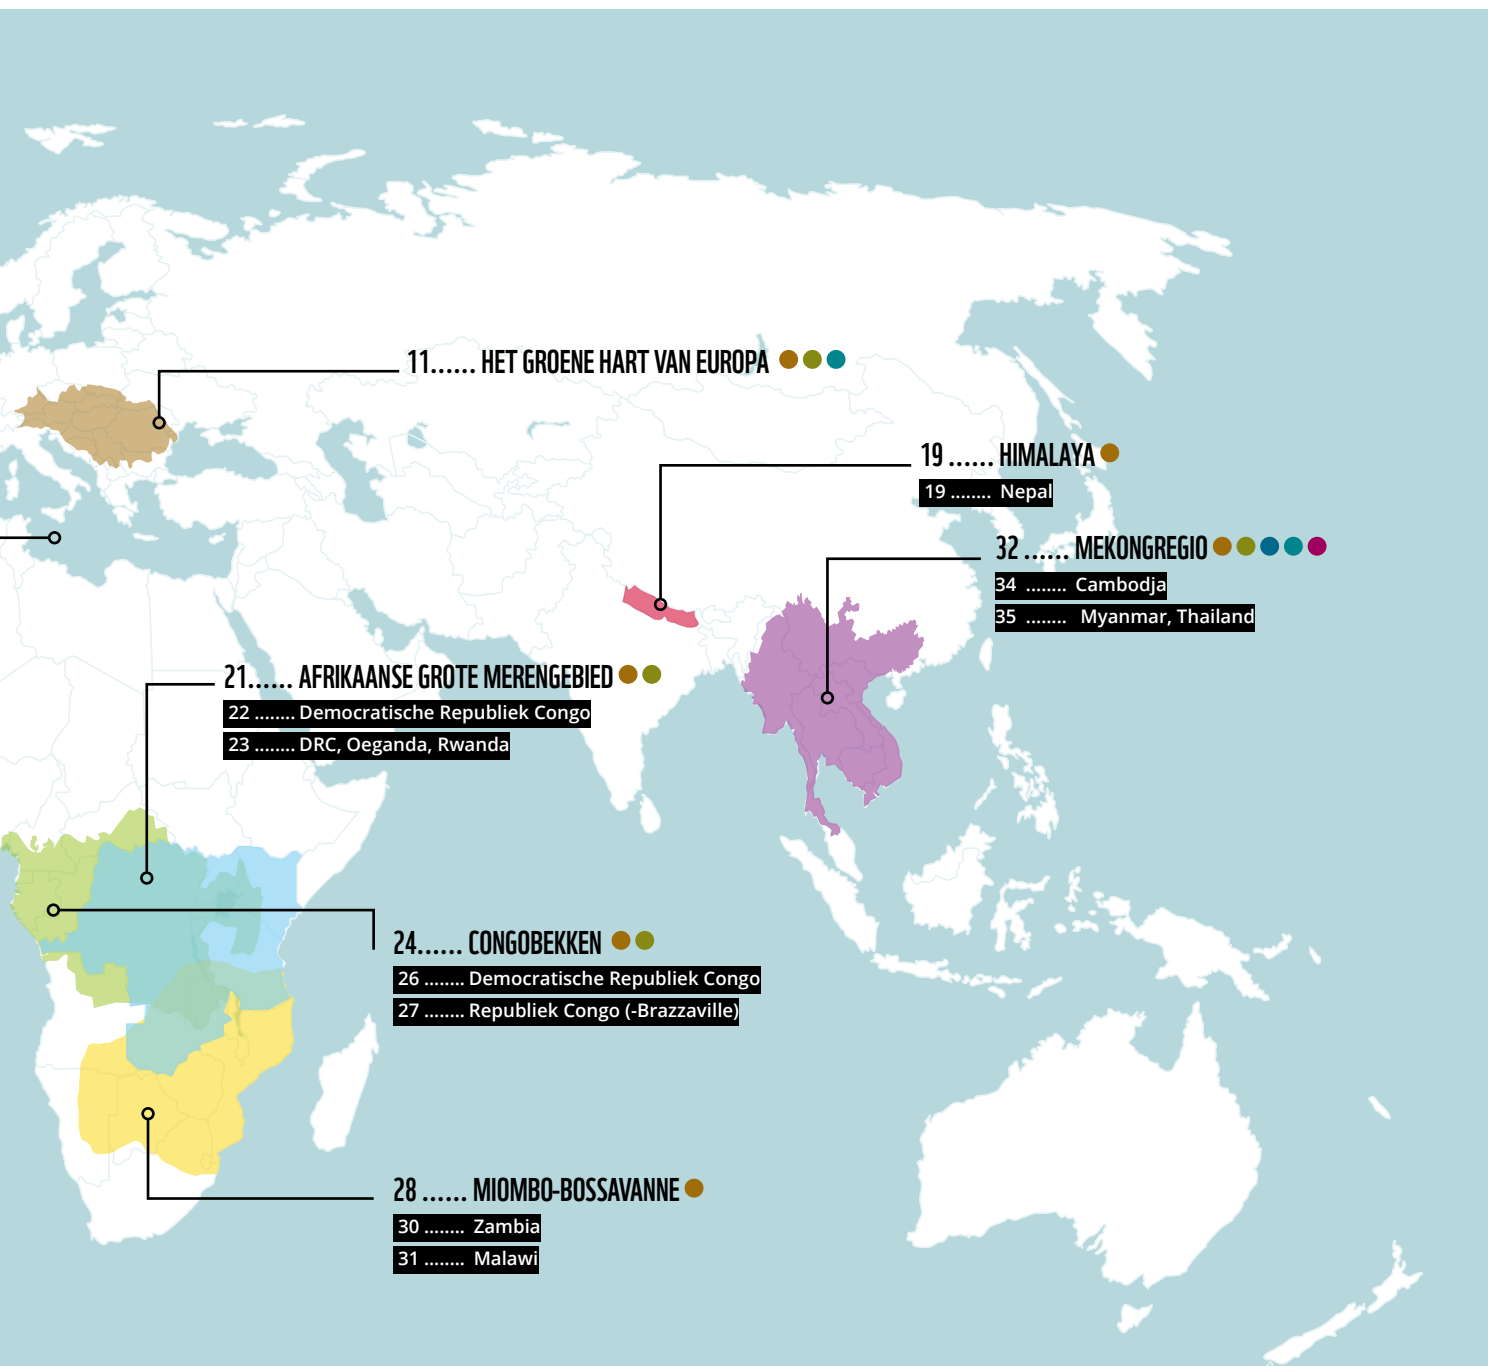 11...... HET GROENE HART VAN EUROPA
19 ...... HIMALAYA
19 ........ Nepal
32 ...... MEKONGREGIO
34 ........ Cambodja
35 ........ Myanmar, Thailand
21...... AFRIKAANSE GROTE MERENGEBIED
22 ........ Democratische Republiek Congo
23 ........ DRC, Oeganda, Rwanda
24...... CONGOBEKKEN
26 ........ Democratische Republiek Congo
27 ........ Republiek Congo (-Brazzaville)
28 ...... MIOMBO-BOSSAVANNE
30 ........ Zambia
31 ........ Malawi